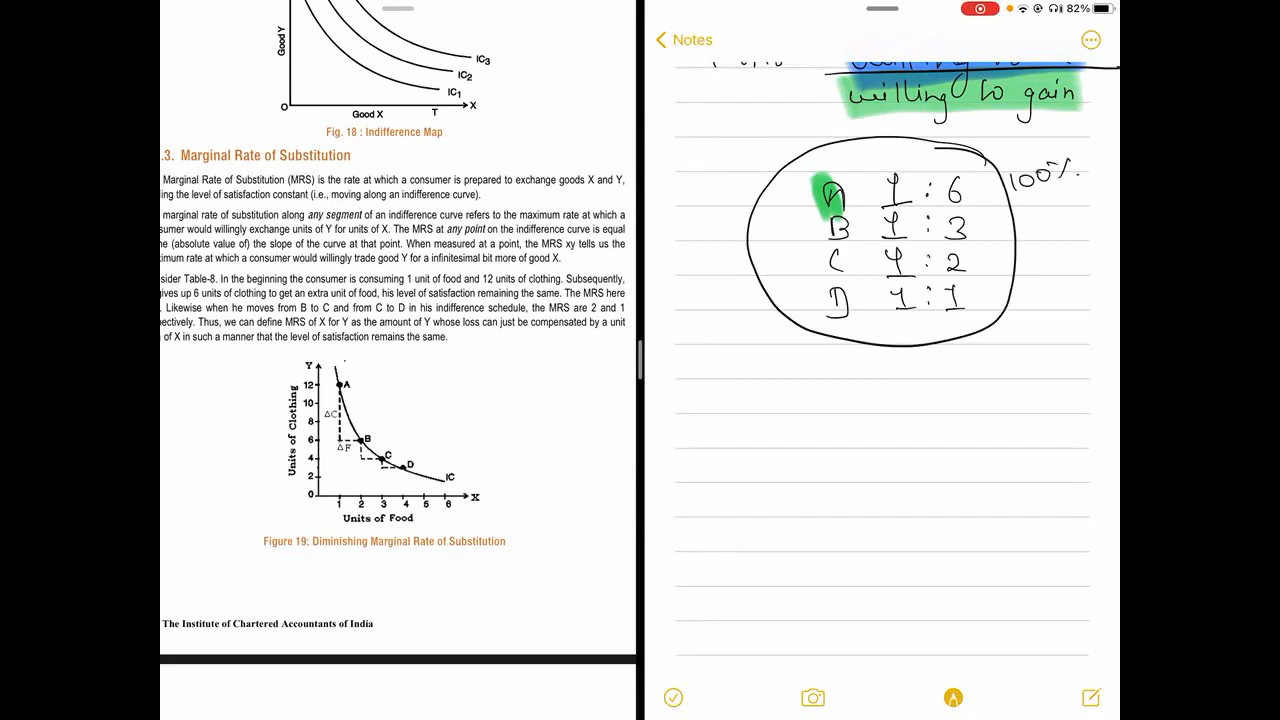 Good Y
IC3
IC2
IC1
O
Good X
T
X
Fig. 18 : Indifference Map
.3. Marginal Rate of Substitution
Marginal Rate of Substitution (MRS) is the rate at which a consumer is prepared to exchange goods X and Y,
ing the level of satisfaction constant (i.e., moving along an indifference curve).
marginal rate of substitution along any segment of an indifference curve refers to the maximum rate at which a
sumer would willingly exchange units of Y for units of X. The MRS at any point on the indifference curve is equal
ne (absolute value of) the slope of the curve at that point. When measured at a point, the MRS xy tells us the
ximum rate at which a consumer would willingly trade good Y for a infinitesimal bit more of good X.
sider Table-8. In the beginning the consumer is consuming 1 unit of food and 12 units of clothing. Subsequently,
gives up 6 units of clothing to get an extra unit of food, his level of satisfaction remaining the same. The MRS here
. Likewise when he moves from B to C and from C to D in his indifference schedule, the MRS are 2 and 1
pectively. Thus, we can define MRS of X for Y as the amount of Y whose loss can just be compensated by a unit
of X in such a manner that the level of satisfaction remains the same.
Y
12
A
10
ΔC
8
6
B
ΔF
4
C
D
2
IC
0
X
1 2 3 4 5 6
Units of Clothing
Units of Food
Figure 19: Diminishing Marginal Rate of Substitution
The Institute of Chartered Accountants of India
82%
Notes
willing to gain
A 1 : 6
100%
B 1 : 3
C 1 : 2
D 1 : 1